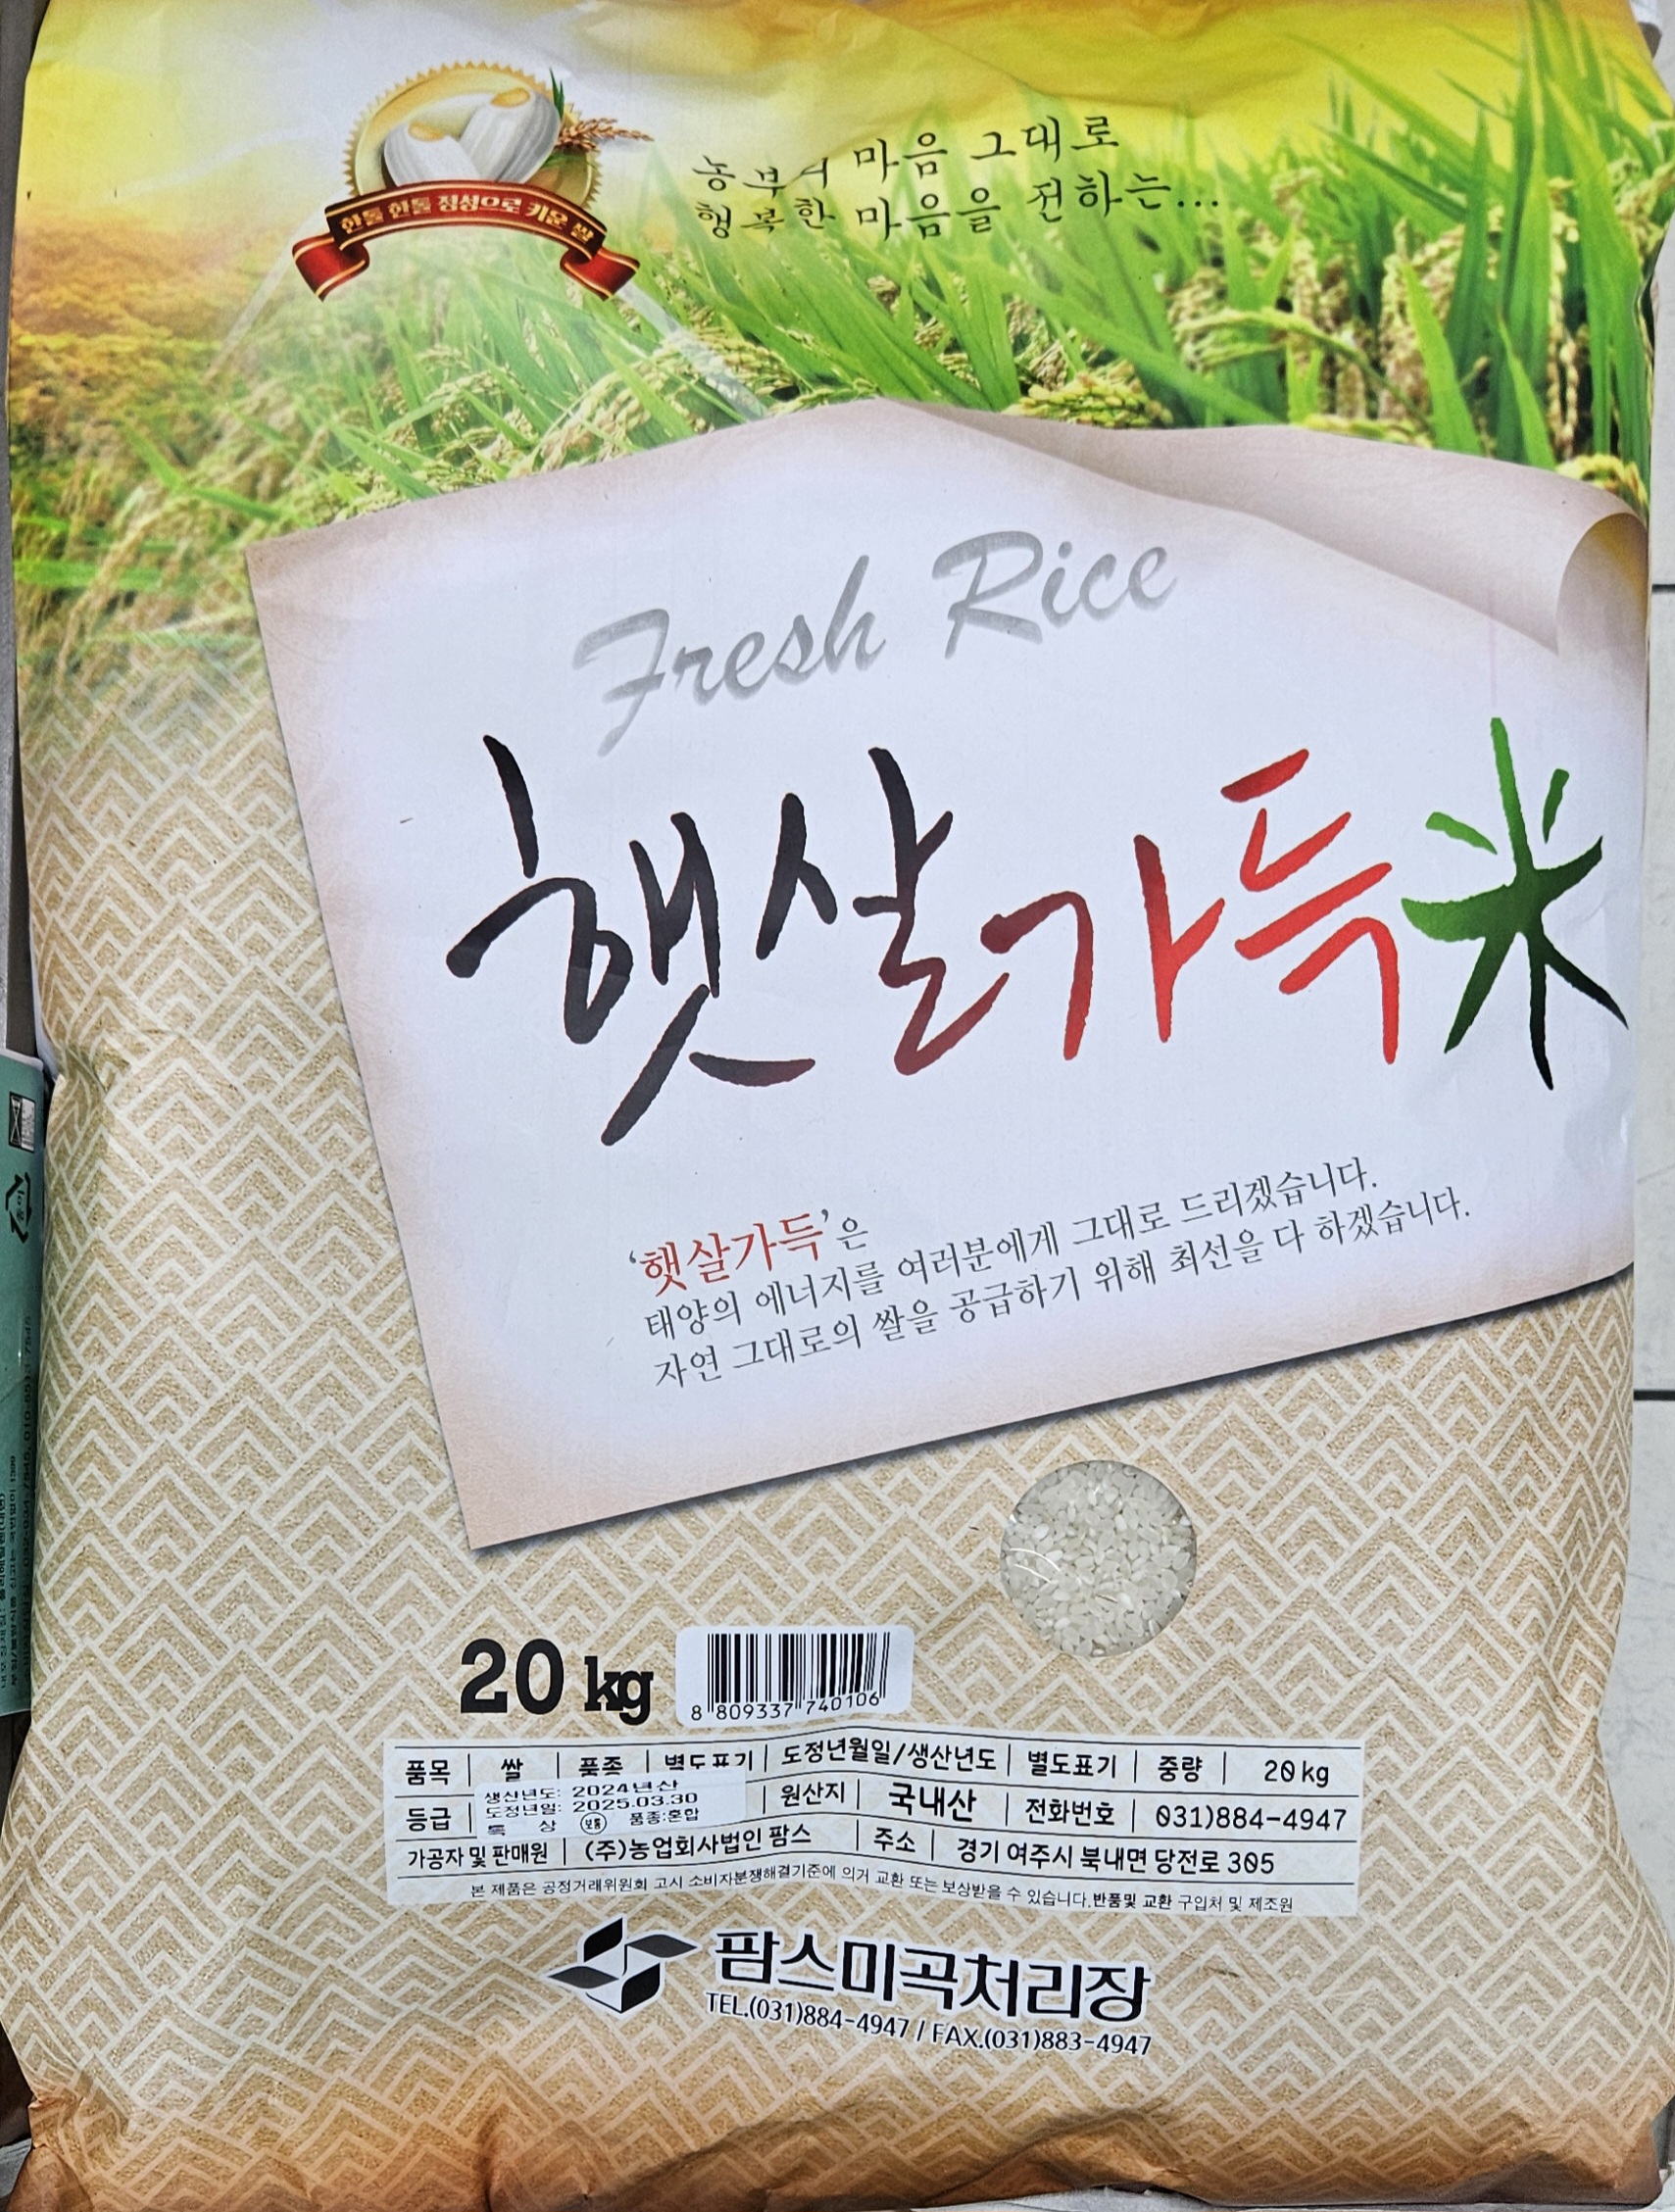 한톨 한톨 정성으로 키운 쌀
농부의 마음 그대로
행복한 마음을 전하는...
Fresh Rice
햇살가득米
‘햇살가득’은
태양의 에너지를 여러분에게 그대로 드리겠습니다.
자연 그대로의 쌀을 공급하기 위해 최선을 다 하겠습니다.
20 kg
8 809337 740106
품목 쌀 품종 별도표기 도정년월일/생산년도 별도표기 중량 20kg
생산년도: 2024년산
도정년일: 2025.03.30
특 상 보통 품종:혼합
등급 원산지 국내산 전화번호 031)884-4947
가공자 및 판매원 (주)농업회사법인 팜스 주소 경기 여주시 북내면 당전로 305
본 제품은 공정거래위원회 고시 소비자분쟁해결기준에 의거 교환 또는 보상받을 수 있습니다.반품및 교환 구입처 및 제조원
팜스미곡처리장
TEL.(031)884-4947 / FAX.(031)883-4947